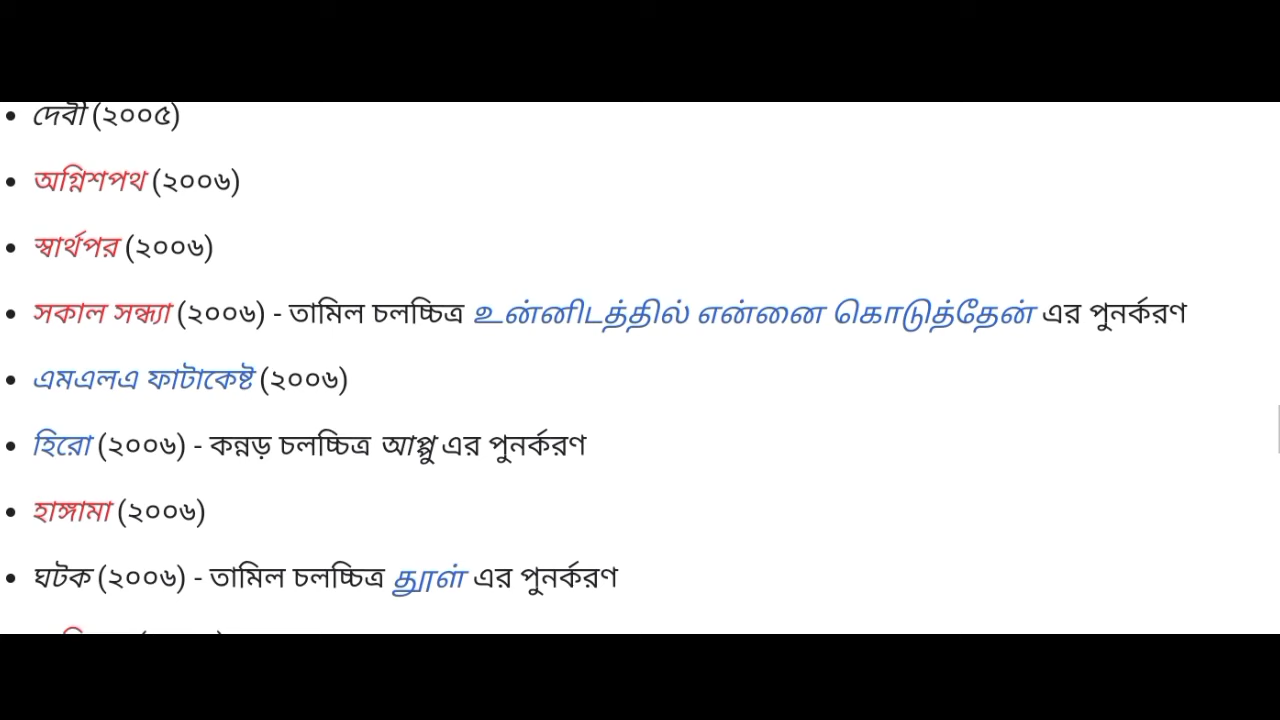 দেবী (২০০৫)
অগ্নিশপথ (২০০৬)
স্বার্থপর (২০০৬)
সকাল সন্ধ্যা (২০০৬) - তামিল চলচ্চিত্র உன்னிடத்தில் என்னை கொடுத்தேன் এর পুনর্করণ
এমএলএ ফাটাকেষ্ট (২০০৬)
হিরো (২০০৬) - কন্নড় চলচ্চিত্র আপ্পু এর পুনর্করণ
হাঙ্গামা (২০০৬)
ঘটক (২০০৬) - তামিল চলচ্চিত্র தூள் এর পুনর্করণ